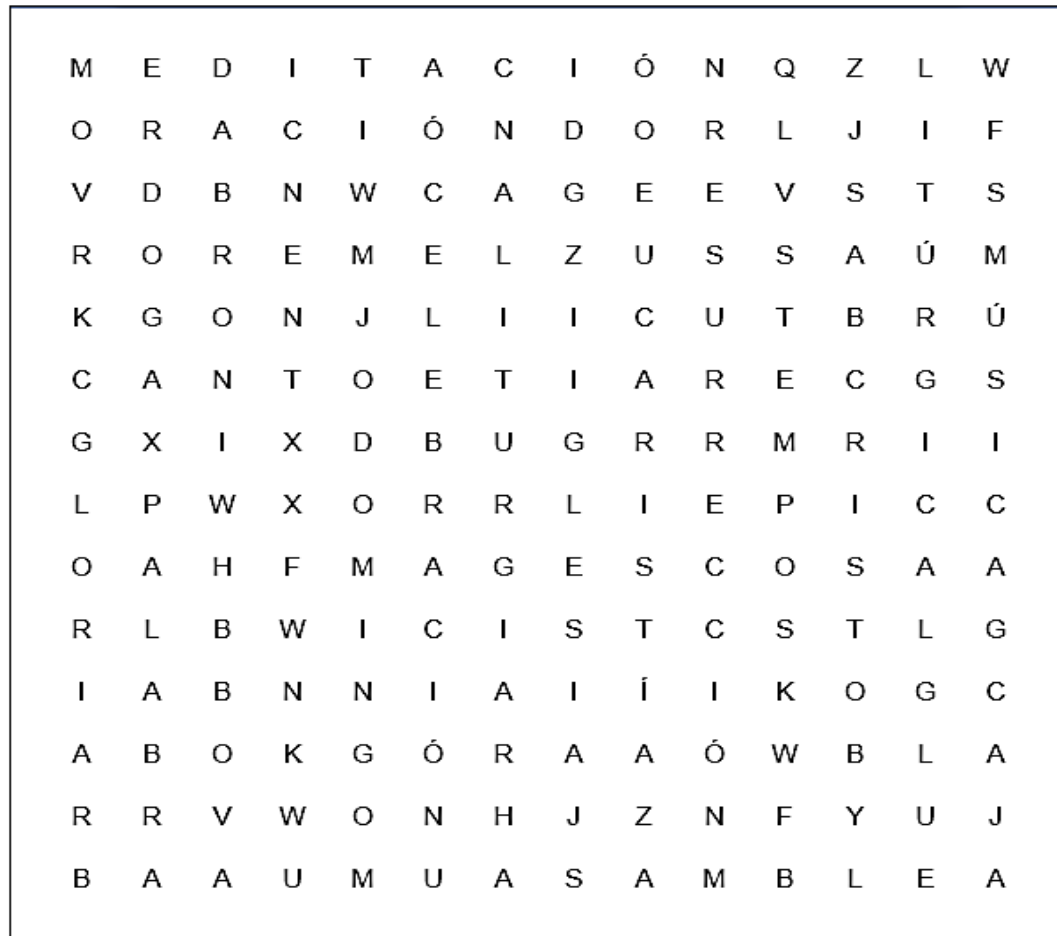 M E D I T A C I Ó N Q Z L W
O R A C I Ó N D O R L J I F
V D B N W C A G E E V S T S
R O R E M E L Z U S S A Ú M
K G O N J L I I C U T B R Ú
C A N T O E T I A R E C G S
G X I X D B U G R R M R I I
L P W X O R R L I E P I C C
O A H F M A G E S C O S A A
R L B W I C I S T C S T L G
I A B N N I A I Í I K O G C
A B O K G Ó R A A Ó W B L A
R R V W O N H J Z N F Y U J
B A A U M U A S A M B L E A